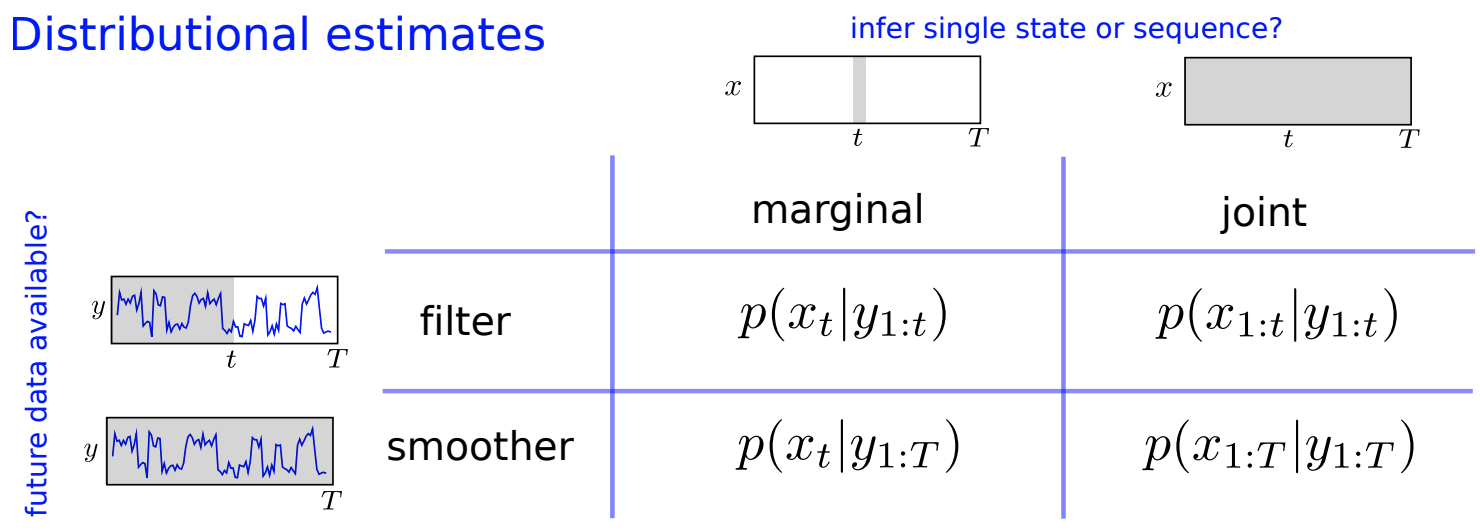 Distributional estimates
infer single state or sequence?
x
t
T
x
t
T
marginal
joint
future data available?
y
t
T
filter
p(x_t|y_{1:t})
p(x_{1:t}|y_{1:t})
y
T
smoother
p(x_t|y_{1:T})
p(x_{1:T}|y_{1:T})